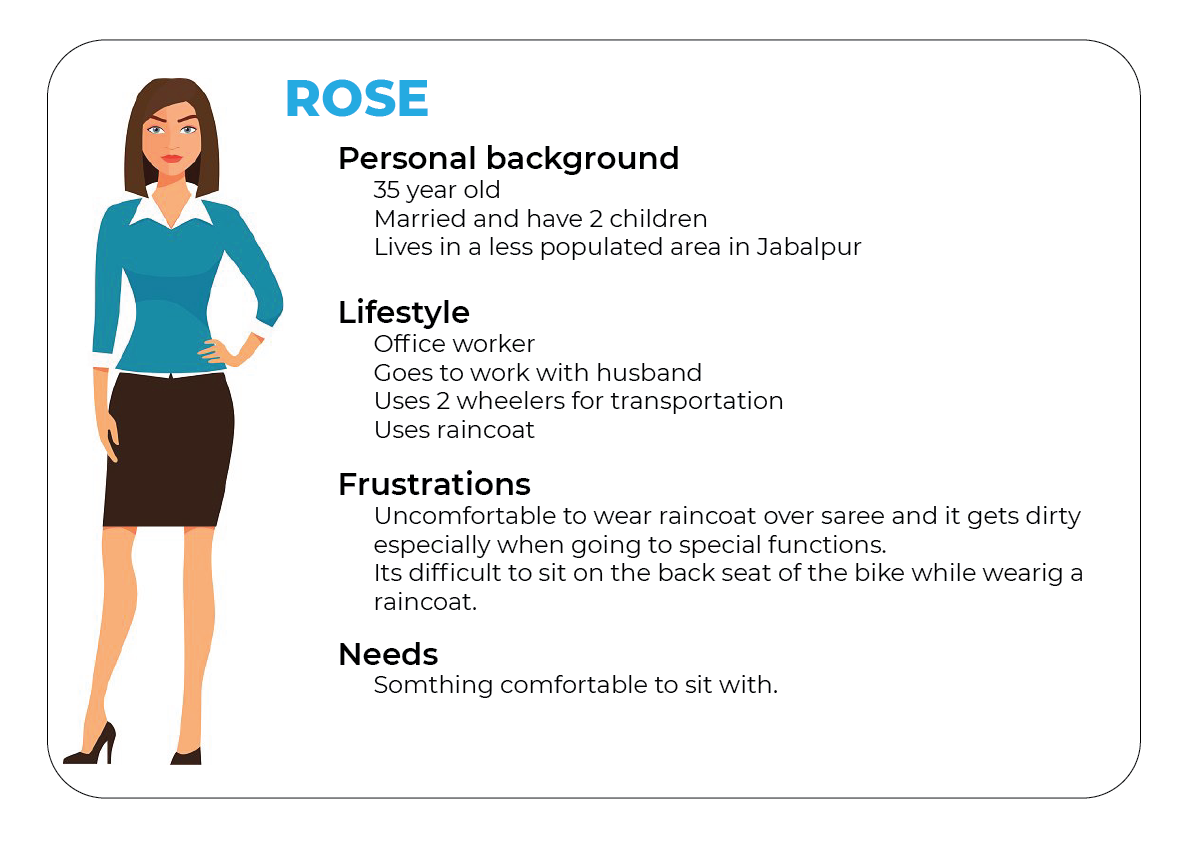 ROSE
Personal background
35 year old
Married and have 2 children
Lives in a less populated area in Jabalpur
Lifestyle
Office worker
Goes to work with husband
Uses 2 wheelers for transportation
Uses raincoat
Frustrations
Uncomfortable to wear raincoat over saree and it gets dirty
especially when going to special functions.
Its difficult to sit on the back seat of the bike while wearig a
raincoat.
Needs
Somthing comfortable to sit with.